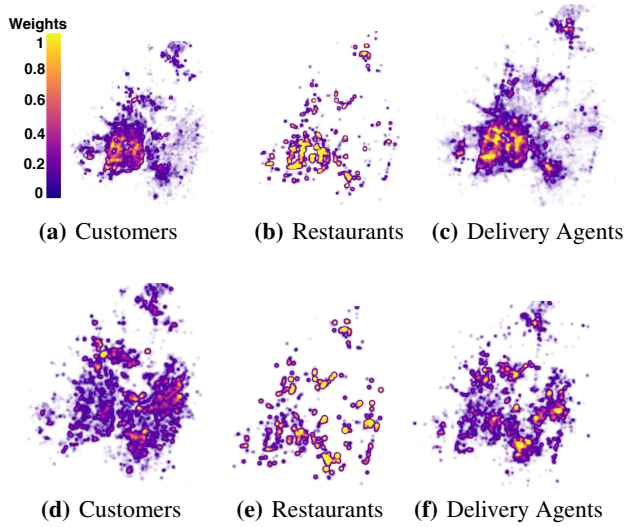 Weights
1
0.8
0.6
0.4
0.2
0
(a) Customers
(b) Restaurants
(c) Delivery Agents
(d) Customers
(e) Restaurants
(f) Delivery Agents